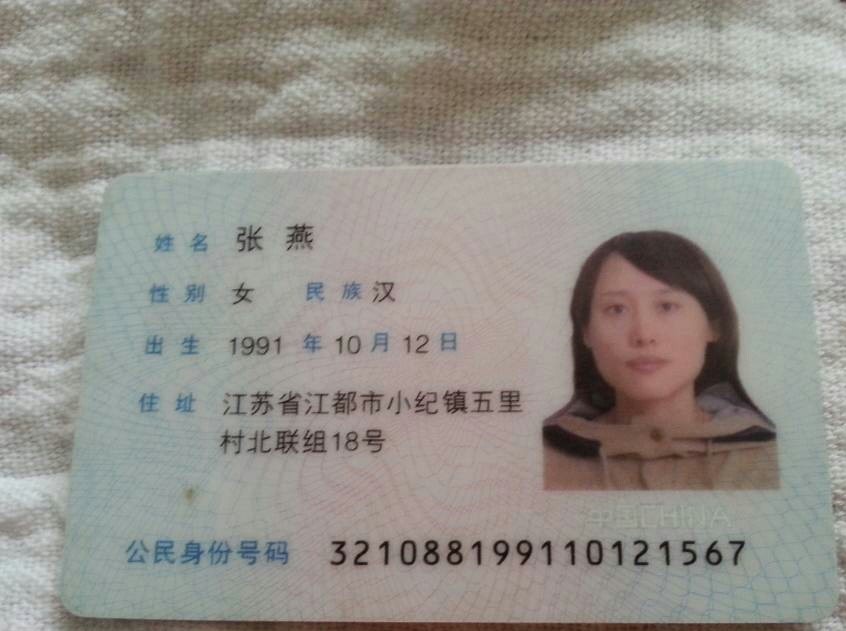 姓名 张燕
性别 女 民族 汉
出生 1991 年 10 月 12 日
住址 江苏省江都市小纪镇五里
村北联组18号
中国CHINA
公民身份号码 321088199110121567